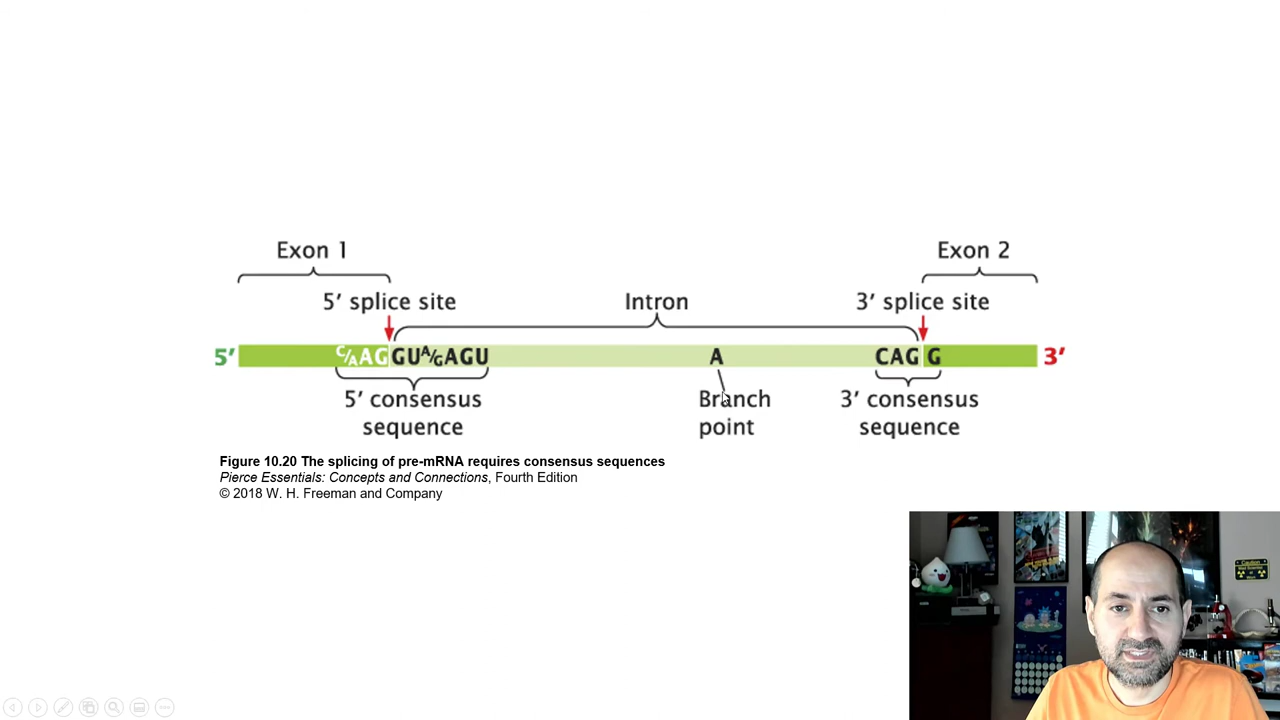 Exon 1
Exon 2
5′ splice site
Intron
3′ splice site
5′
C/AAG
GUA/GAGU
A
CAG
G
3′
5′ consensus
sequence
Branch
point
3′ consensus
sequence
Figure 10.20 The splicing of pre-mRNA requires consensus sequences
Pierce Essentials: Concepts and Connections, Fourth Edition
© 2018 W. H. Freeman and Company
Caution